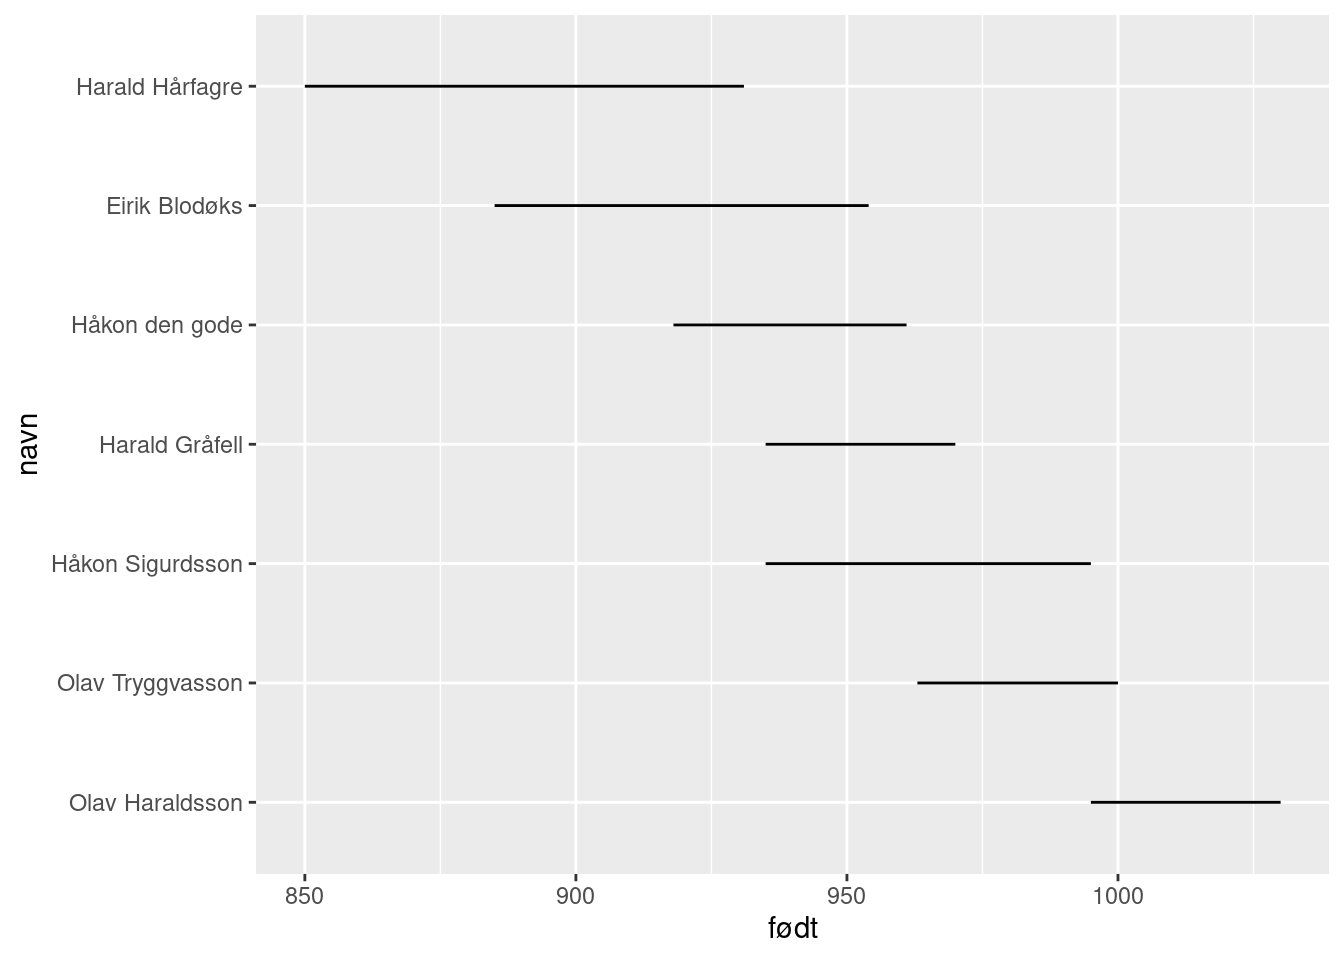 Harald Hårfagre
Eirik Blodøks
Håkon den gode
Harald Gråfell
Håkon Sigurdsson
Olav Tryggvasson
Olav Haraldsson
navn
850 900 950 1000
født